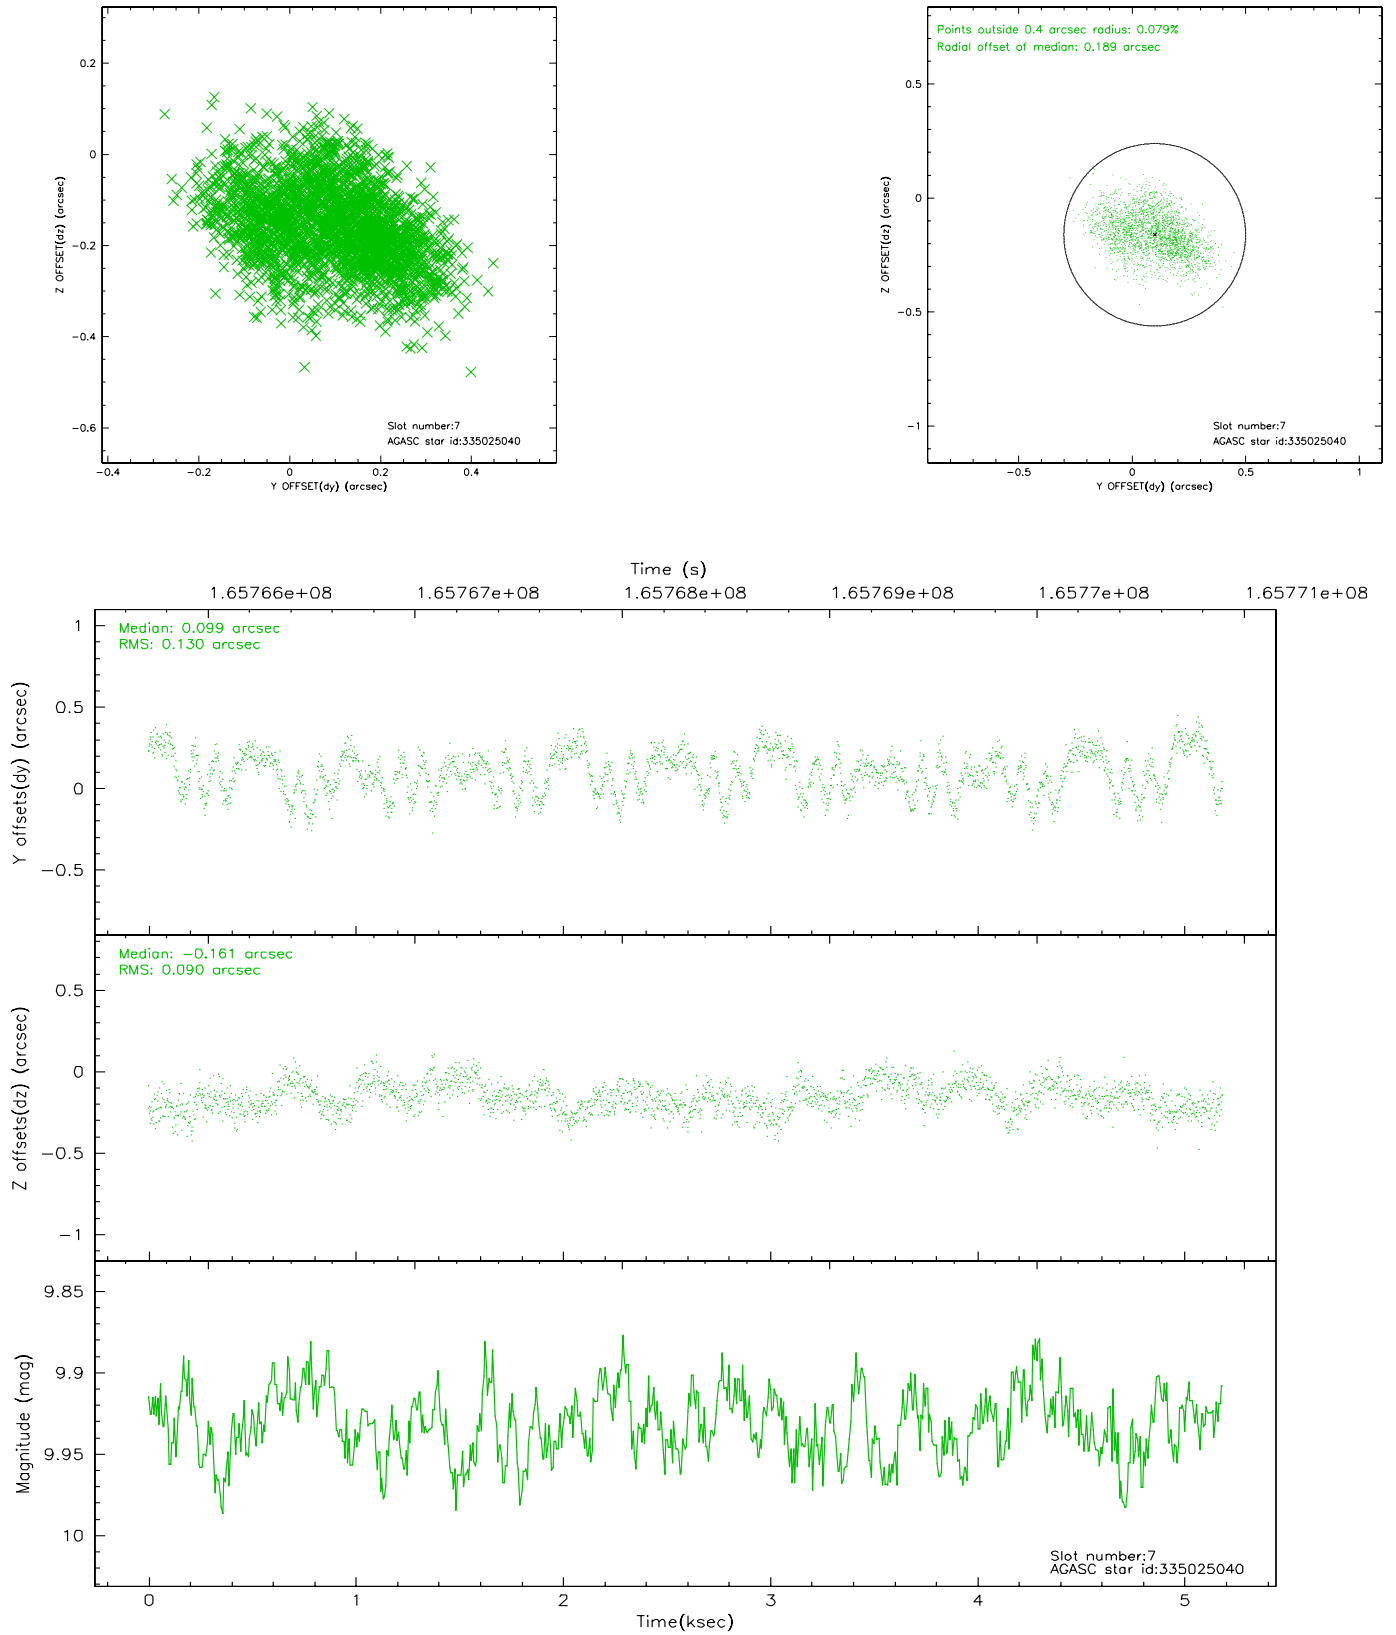 0.2
0
−0.2
−0.4
−0.6
Z OFFSET(dz) (arcsec)
Slot number:7
AGASC star id:335025040
−0.4 −0.2 0 0.2 0.4
Y OFFSET(dy) (arcsec)
Points outside 0.4 arcsec radius: 0.079%
Radial offset of median: 0.189 arcsec
0.5
0
−0.5
−1
Z OFFSET(dz) (arcsec)
Slot number:7
AGASC star id:335025040
−0.5 0 0.5 1
Y OFFSET(dy) (arcsec)
Time (s)
1.65766e+08 1.65767e+08 1.65768e+08 1.65769e+08 1.6577e+08 1.65771e+08
Median: 0.099 arcsec
RMS: 0.130 arcsec
1
0.5
0
−0.5
Y offsets(dy) (arcsec)
Median: −0.161 arcsec
RMS: 0.090 arcsec
0.5
0
−0.5
−1
Z offsets(dz) (arcsec)
9.85
9.9
9.95
10
Magnitude (mag)
Slot number:7
AGASC star id:335025040
0 1 2 3 4 5
Time(ksec)